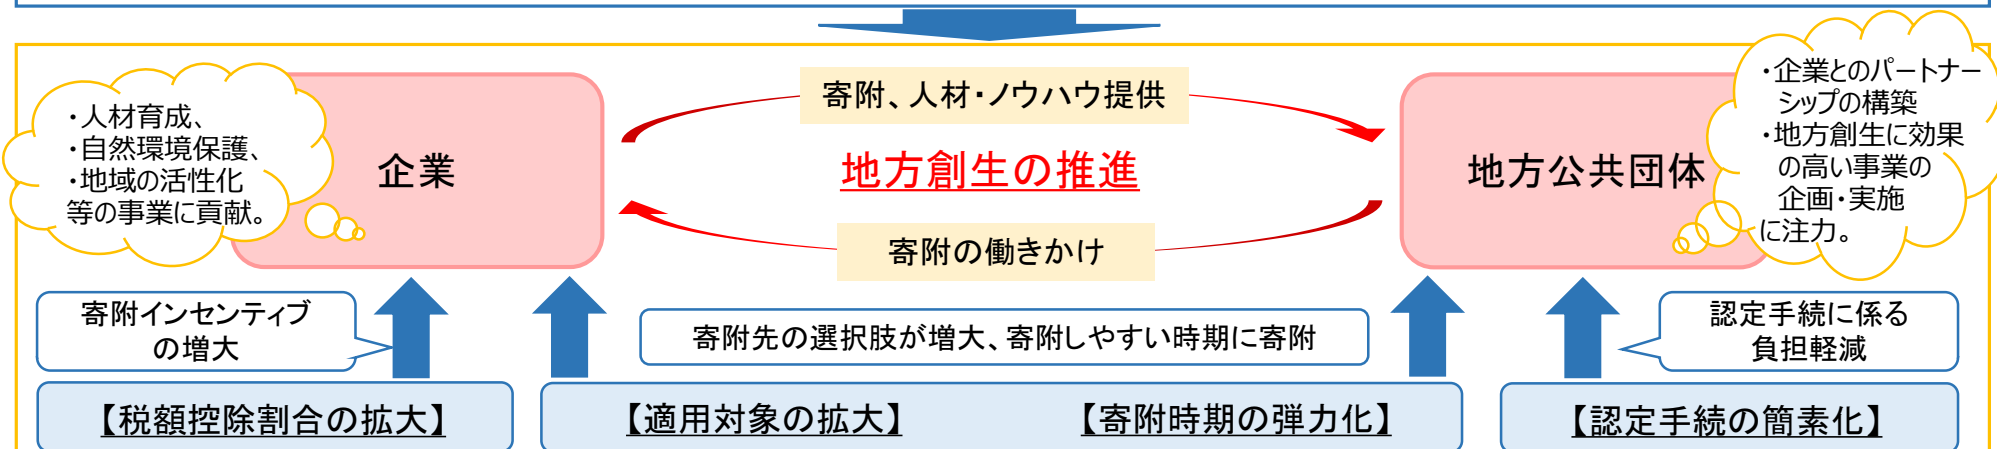 ・人材育成、
・自然環境保護、
・地域の活性化
等の事業に貢献。
企業
寄附、人材・ノウハウ提供
地方創生の推進
寄附の働きかけ
地方公共団体
・企業とのパートナー
シップの構築
・地方創生に効果
の高い事業の
企画・実施
に注力。
寄附インセンティブ
の増大
寄附先の選択肢が増大、寄附しやすい時期に寄附
認定手続に係る
負担軽減
【税額控除割合の拡大】
【適用対象の拡大】
【寄附時期の弾力化】
【認定手続の簡素化】